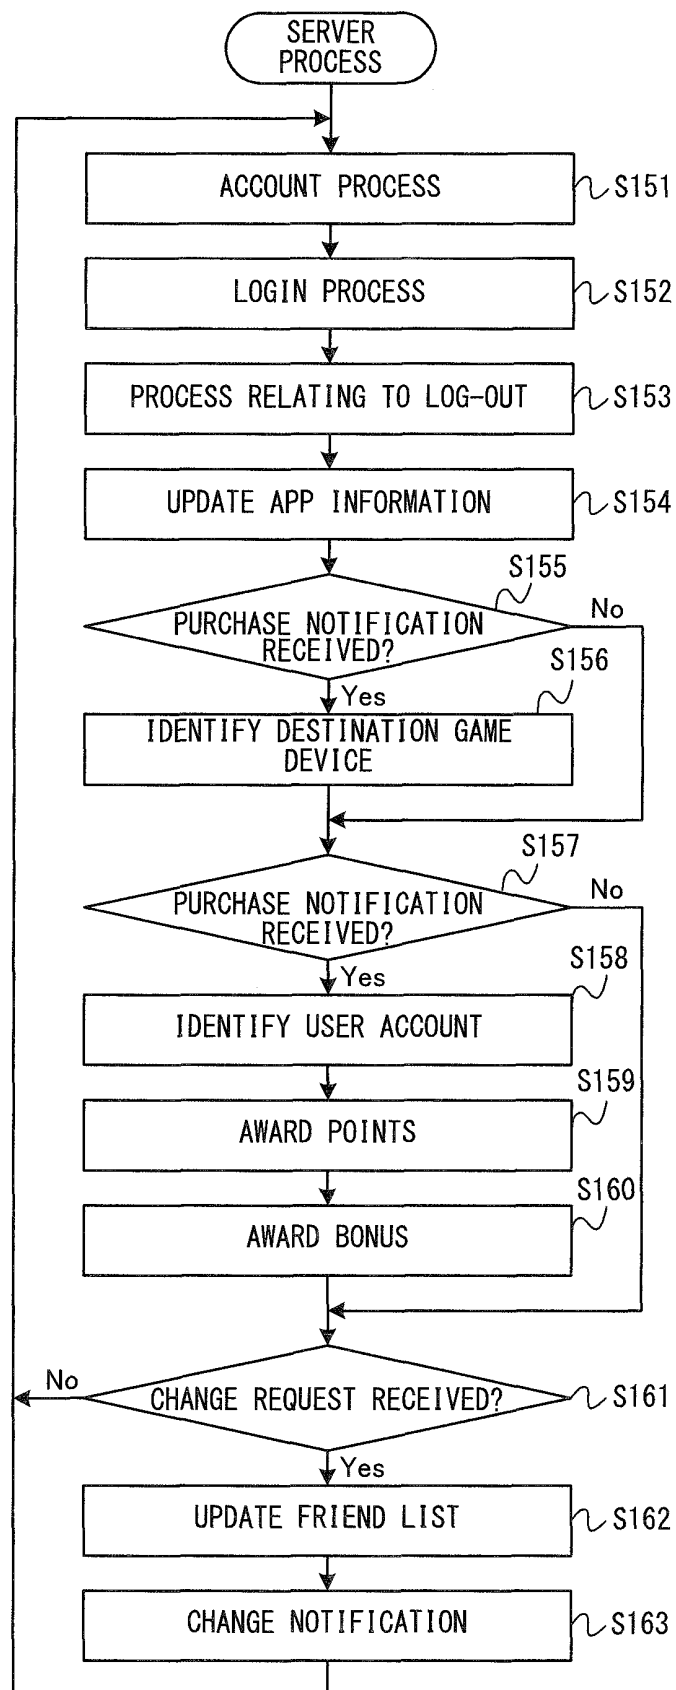 SERVER
PROCESS
ACCOUNT PROCESS
S151
LOGIN PROCESS
S152
PROCESS RELATING TO LOG-OUT
S153
UPDATE APP INFORMATION
S154
S155
PURCHASE NOTIFICATION
RECEIVED?
No
Yes
S156
IDENTIFY DESTINATION GAME
DEVICE
S157
PURCHASE NOTIFICATION
RECEIVED?
No
Yes
S158
IDENTIFY USER ACCOUNT
S159
AWARD POINTS
S160
AWARD BONUS
No
CHANGE REQUEST RECEIVED?
S161
Yes
UPDATE FRIEND LIST
S162
CHANGE NOTIFICATION
S163